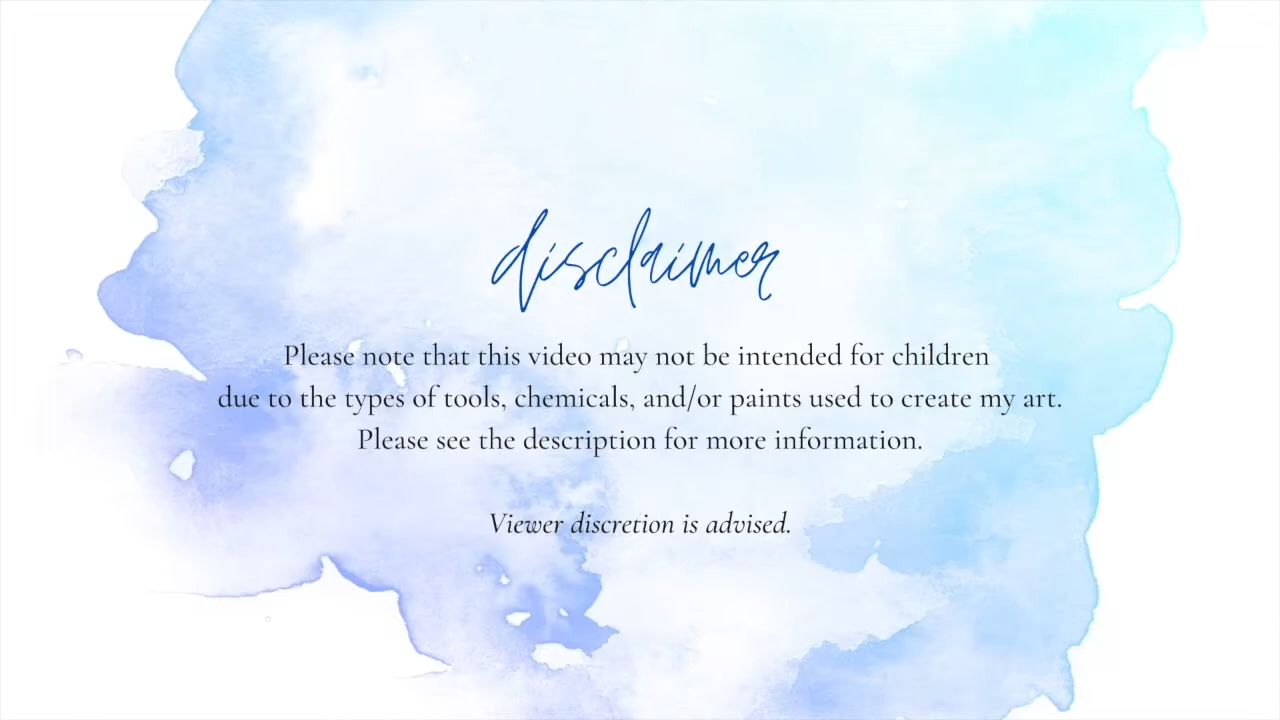 disclaimer
Please note that this video may not be intended for children
due to the types of tools, chemicals, and/or paints used to create my art.
Please see the description for more information.
Viewer discretion is advised.